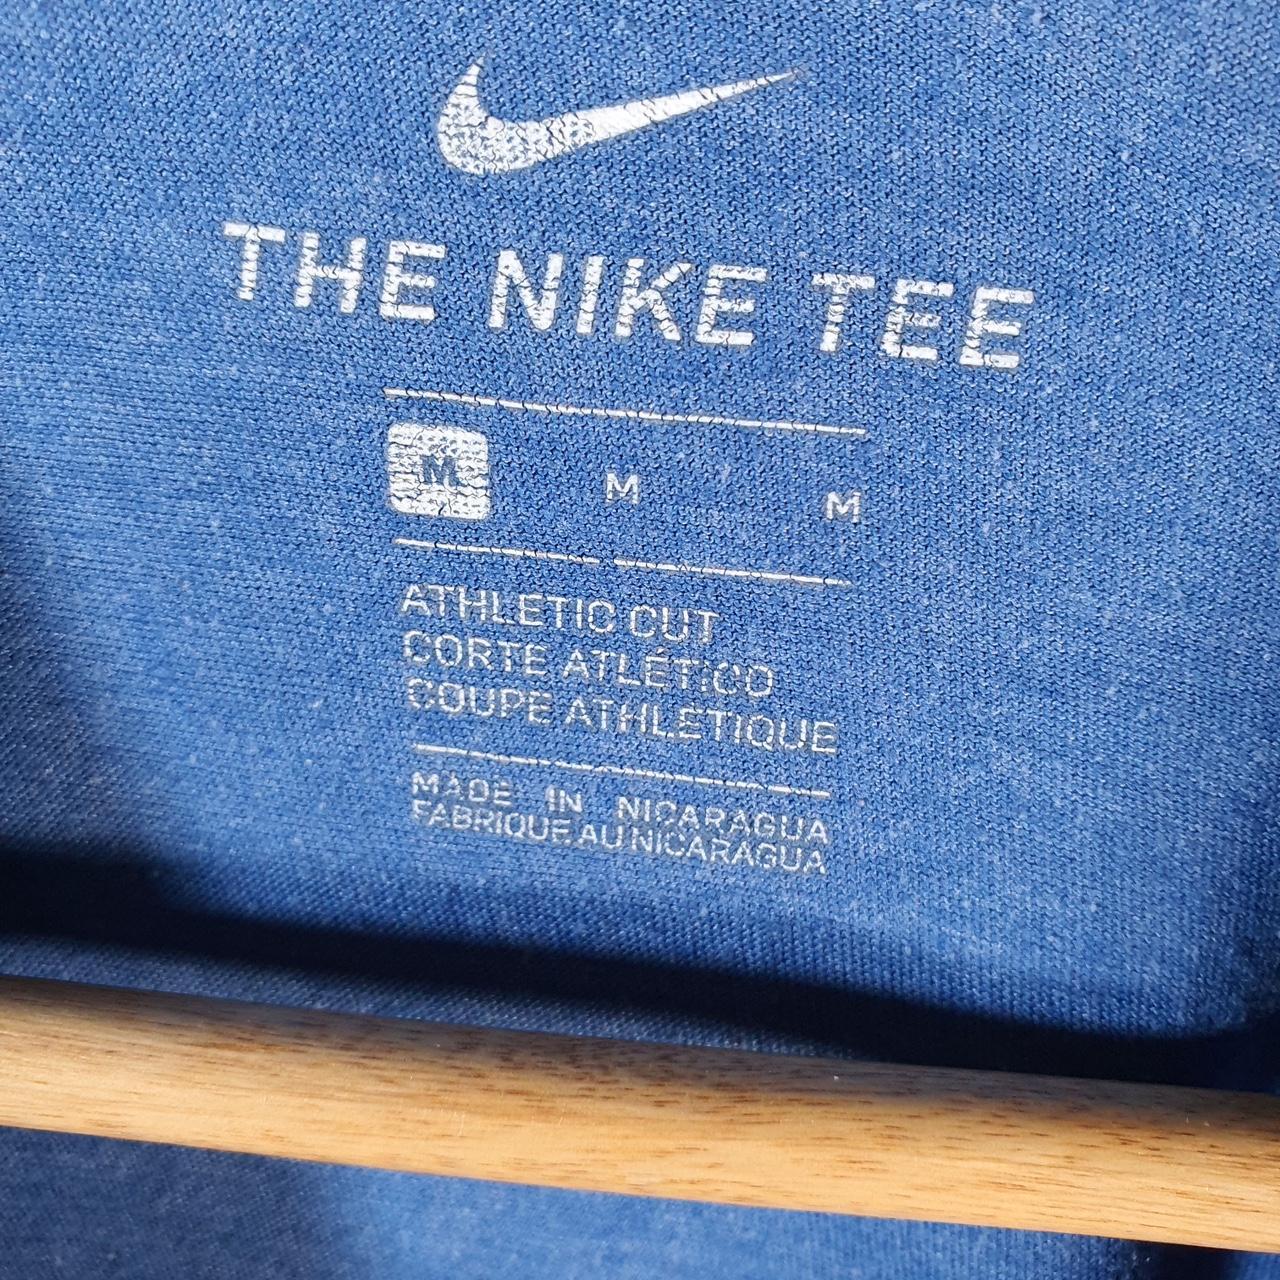 THE NIKE TEE
M M M
ATHLETIC CUT
CORTE ATLÉTICO
COUPE ATHLETIQUE
MADE IN NICARAGUA
FABRIQUE AU NICARAGUA